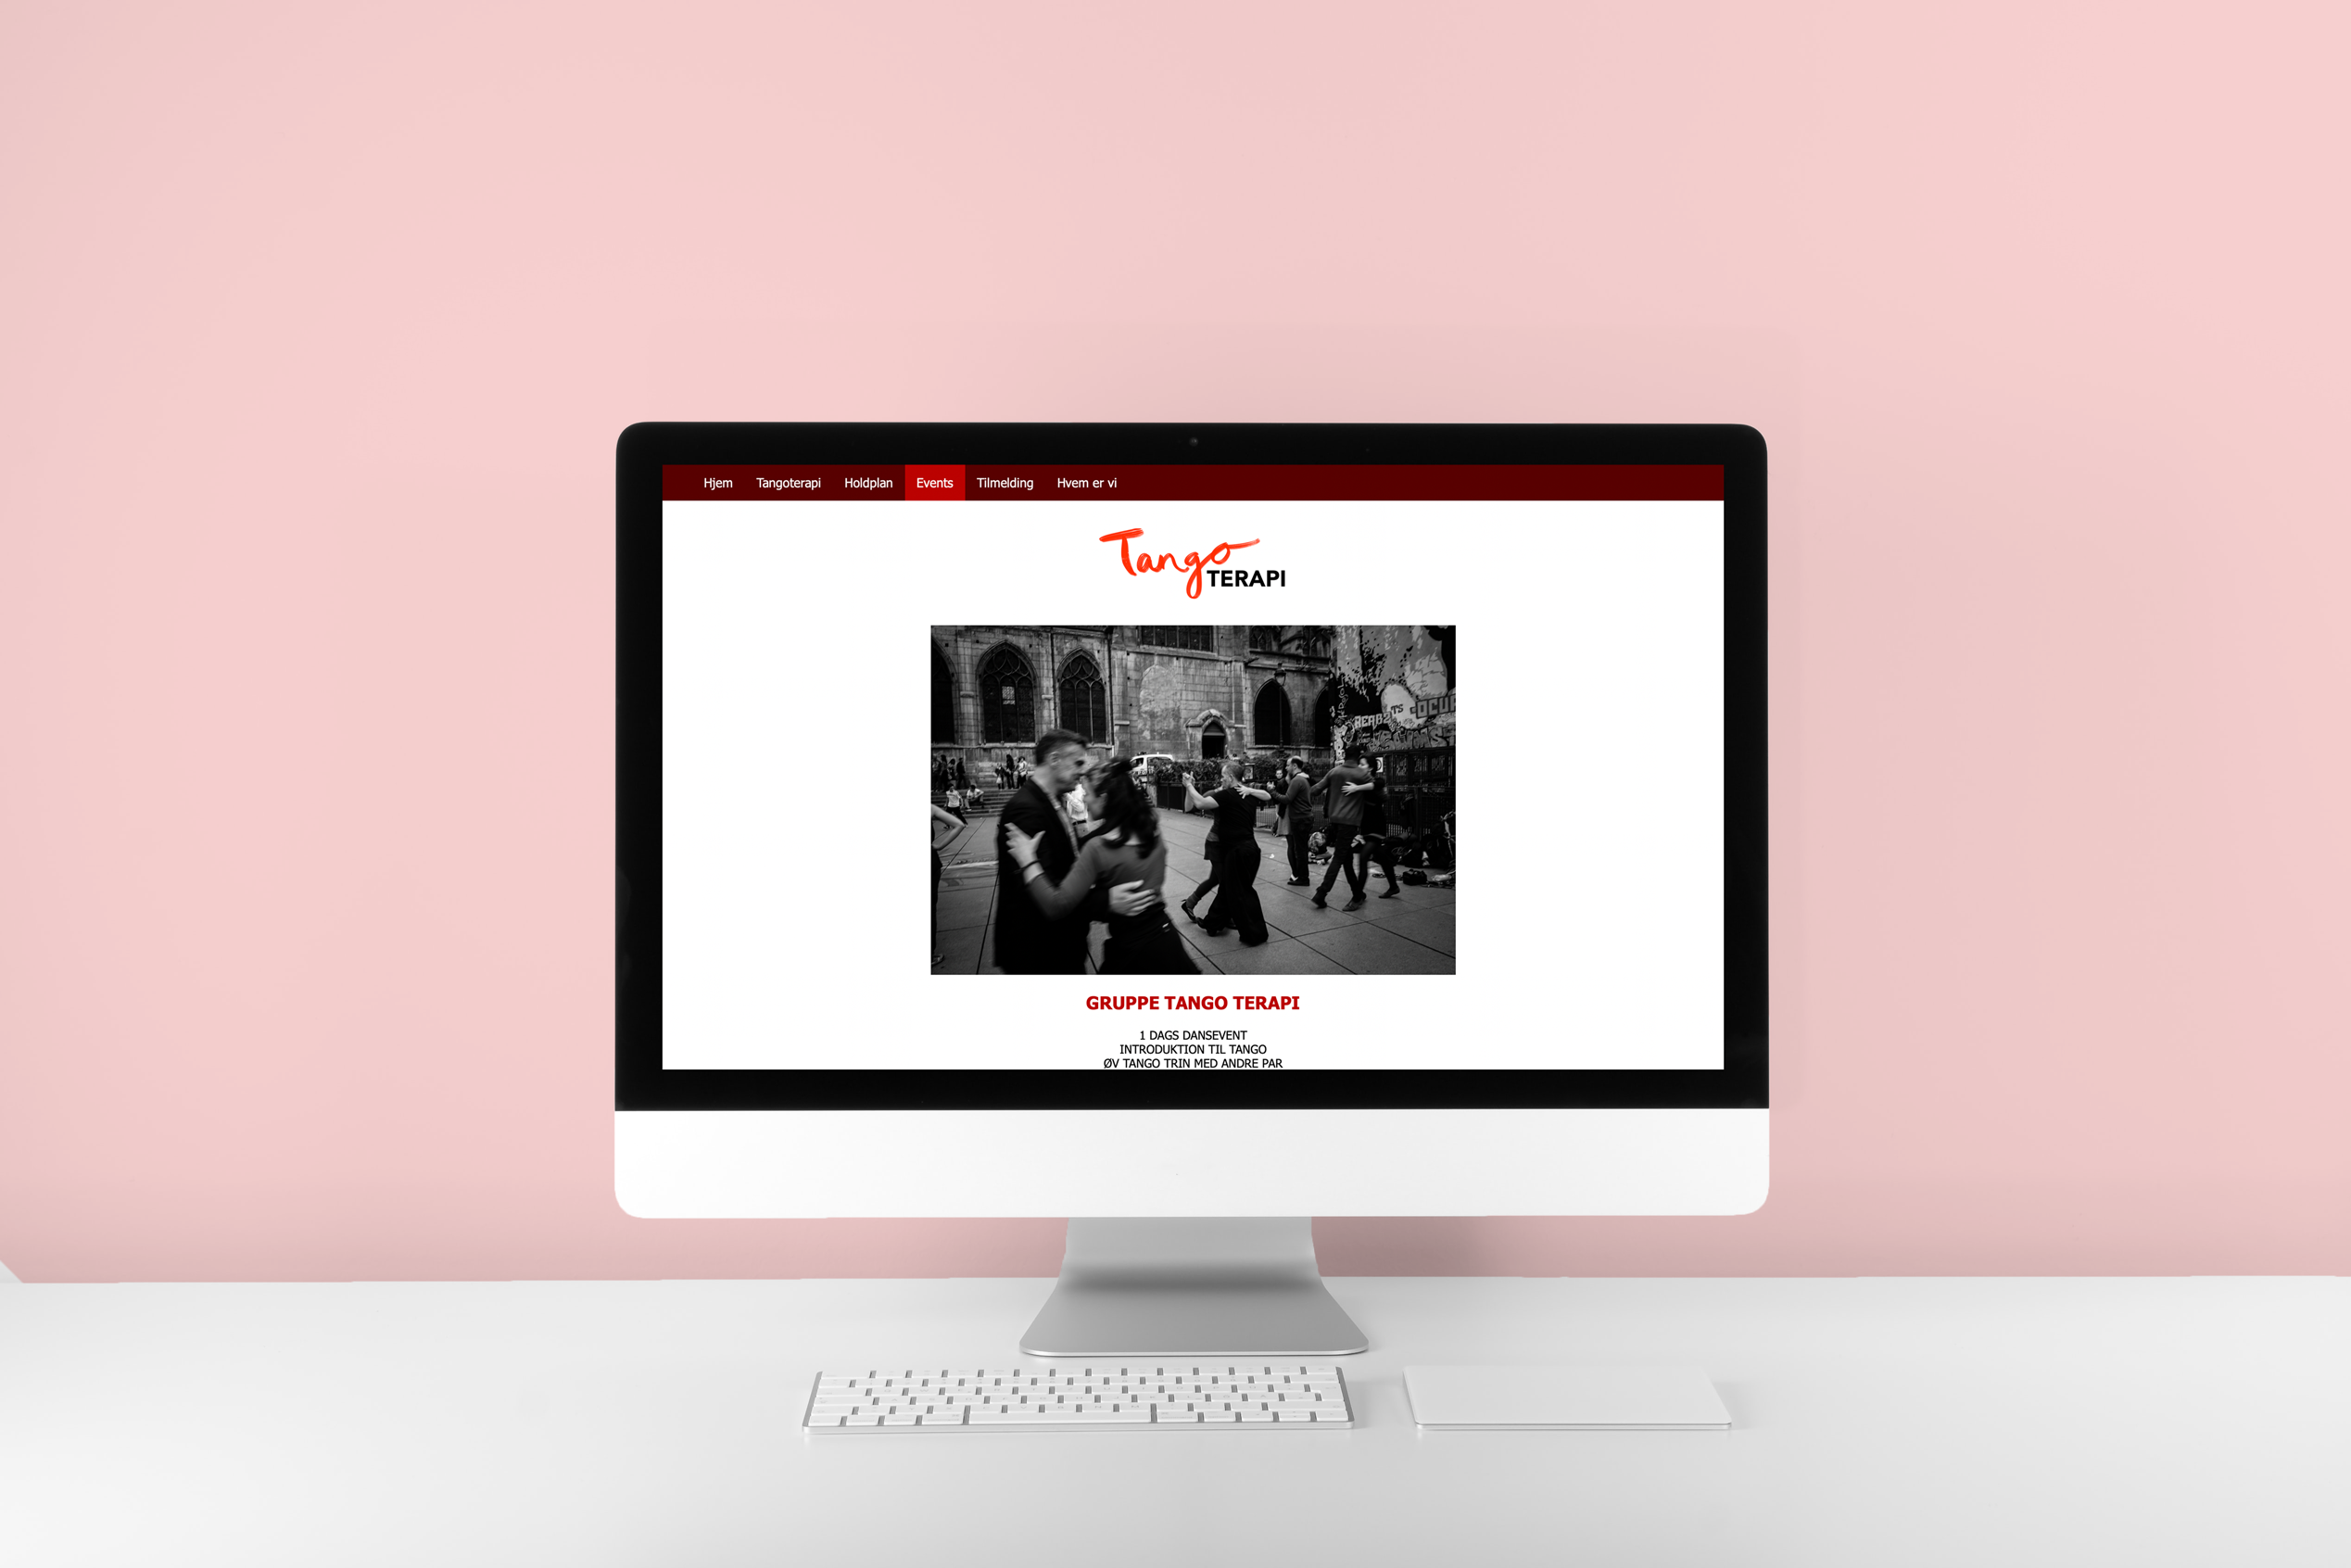 Hjem Tangoterapi Holdplan Events Tilmelding Hvem er vi
Tango
TERAPI
GRUPPE TANGO TERAPI
1 DAGS DANSEVENT
INTRODUKTION TIL TANGO
ØV TANGO TRIN MED ANDRE PAR